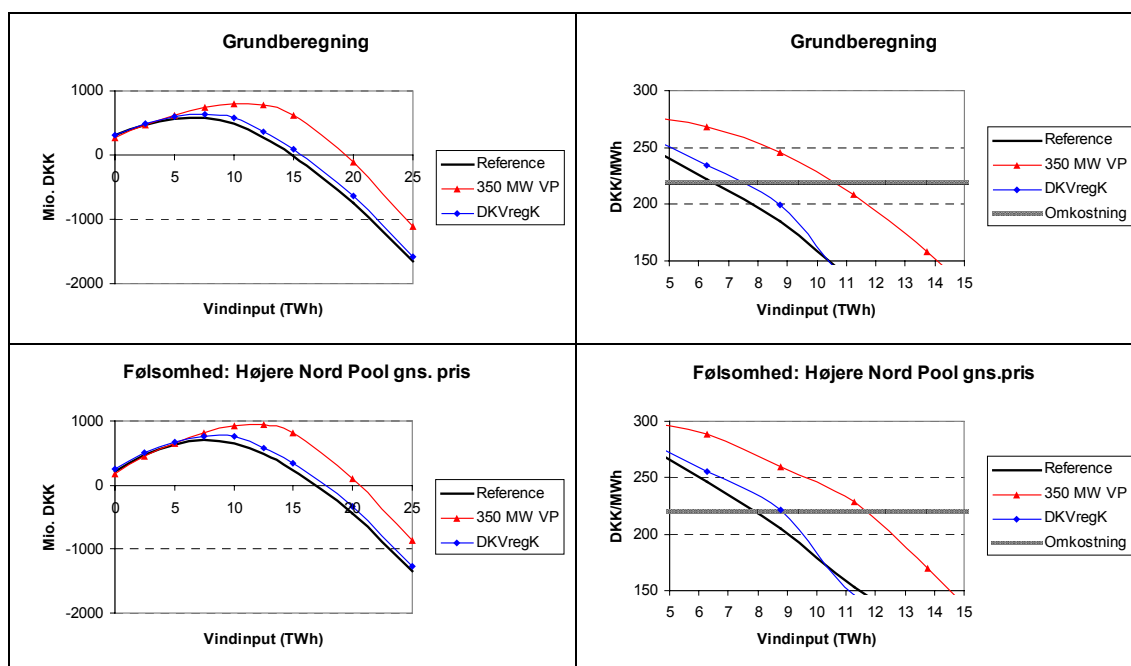 Grundberegning
1000
0
-1000
-2000
0 5 10 15 20 25
Mio. DKK
Vindinput (TWh)
Reference
350 MW VP
DKVregK
Grundberegning
300
250
200
150
5 6 7 8 9 10 11 12 13 14 15
DKK/MWh
Vindinput (TWh)
Reference
350 MW VP
DKVregK
Omkostning
Følsomhed: Højere Nord Pool gns. pris
1000
0
-1000
-2000
0 5 10 15 20 25
Mio. DKK
Vindinput (TWh)
Reference
350 MW VP
DKVregK
Følsomhed: Højere Nord Pool gns.pris
300
250
200
150
5 6 7 8 9 10 11 12 13 14 15
DKK/MWh
Vindinput (TWh)
Reference
350 MW VP
DKVregK
Omkostning